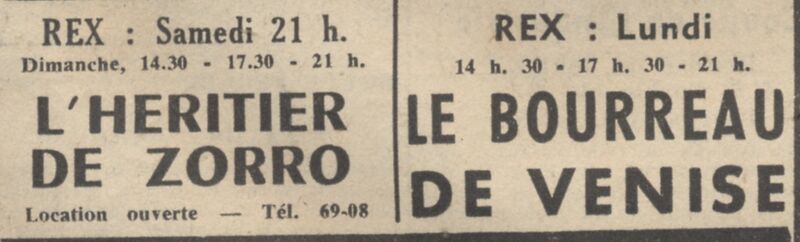 REX : Samedi 21 h.
Dimanche, 14.30 - 17.30 - 21 h.
L'HERITIER
DE ZORRO
Location ouverte — Tél. 69-08
REX : Lundi
14 h. 30 - 17 h. 30 - 21 h.
LE BOURREAU
DE VENISE